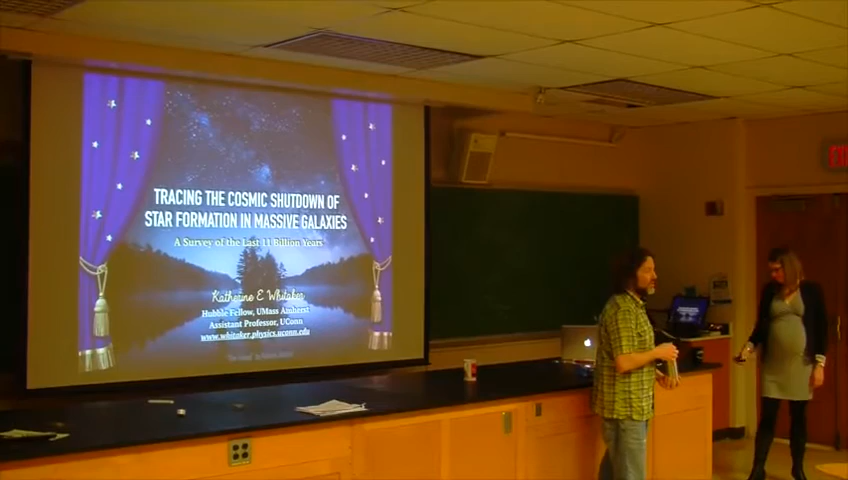 TRACING THE COSMIC SHUTDOWN OF
STAR FORMATION IN MASSIVE GALAXIES
A Survey of the Last 11 Billion Years
Katherine E Whitaker
Hubble Fellow, UMass Amherst
Assistant Professor, UConn
www.whitaker.physics.uconn.edu